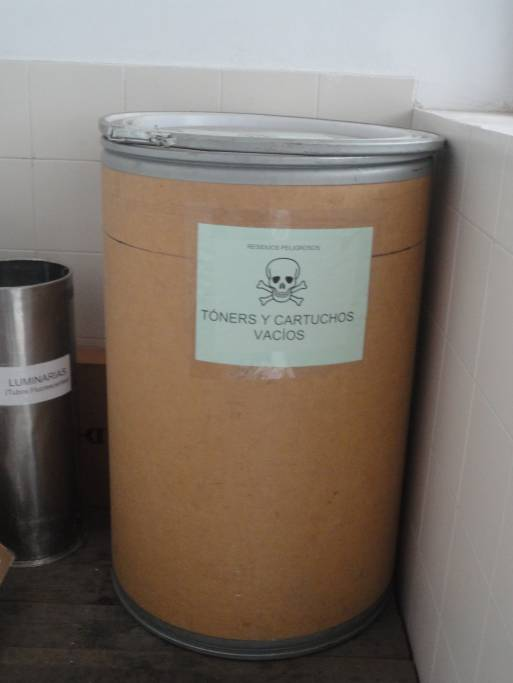 RESIDUOS PELIGROSOS
TÓNERS Y CARTUCHOS
VACÍOS
LUMINARIAS